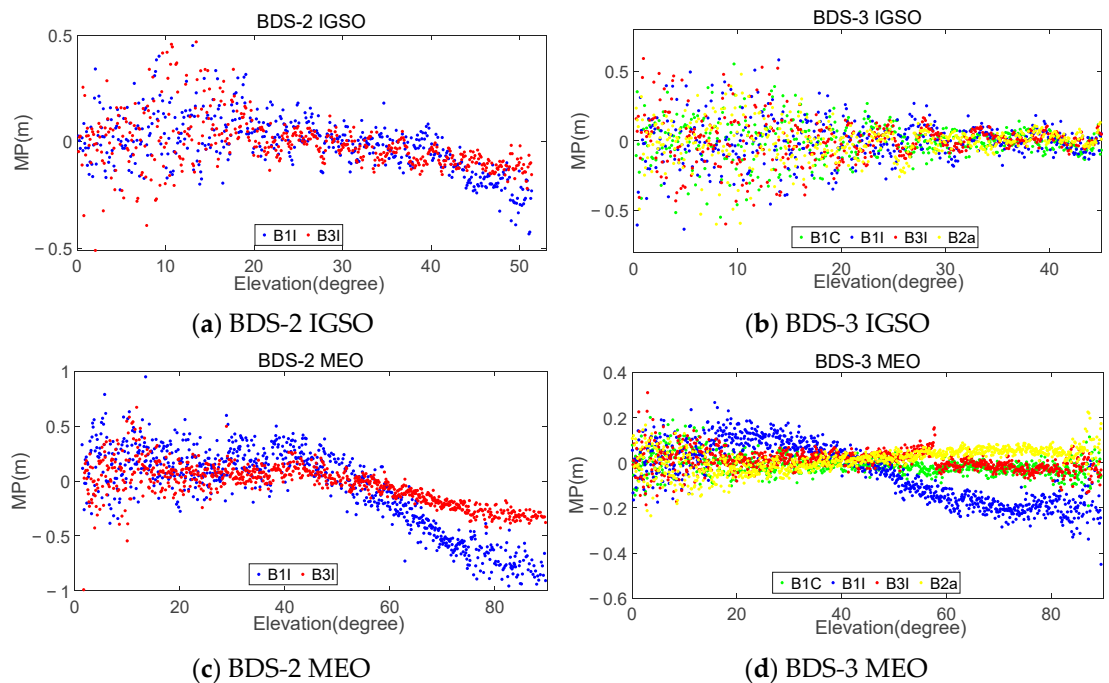 BDS-2 IGSO
0.5
0
− 0.5
MP(m)
0 10 20 30 40 50
Elevation(degree)
B1I B3I
(a) BDS-2 IGSO
BDS-3 IGSO
0.5
0
− 0.5
MP(m)
0 10 20 30 40
Elevation(degree)
B1C B1I B3I B2a
(b) BDS-3 IGSO
BDS-2 MEO
1
0.5
0
− 0.5
− 1
MP(m)
0 20 40 60 80
Elevation(degree)
B1I B3I
(c) BDS-2 MEO
BDS-3 MEO
0.4
0.2
0
− 0.2
− 0.4
− 0.6
MP(m)
0 20 40 60 80
Elevation(degree)
B1C B1I B3I B2a
(d) BDS-3 MEO